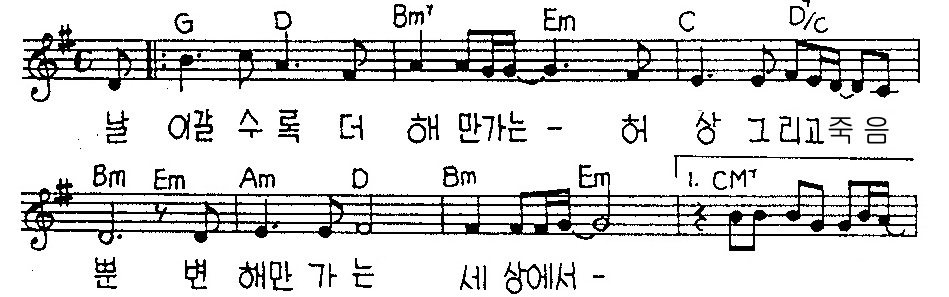 G D Bm7 Em C D7/C
날 이갈 수 록 더 해 만가는 - 허 상 그리고죽 음
Bm Em Am D Bm Em 1. CM7
뿐 변 해만 가 는 세 상에서 -